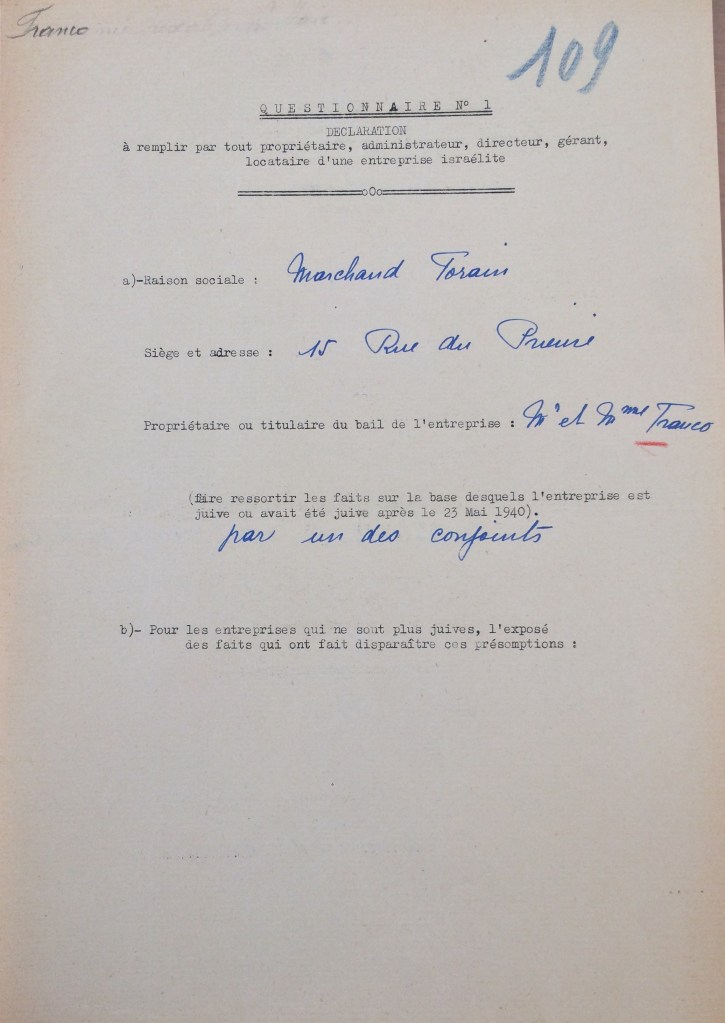 Franco
109
QUESTIONNAIRE N° 1
DECLARATION
à remplir par tout propriétaire, administrateur, directeur, gérant,
locataire d'une entreprise israélite
oOo
a)-Raison sociale : Marchand Forain
Siège et adresse : 15 Rue du Prieuré
Propriétaire ou titulaire du bail de l'entreprise : Mr et Mme Franco
(faire ressortir les faits sur la base desquels l'entreprise est
juive ou avait été juive après le 23 Mai 1940).
par un des conjoints
b)- Pour les entreprises qui ne sont plus juives, l'exposé
des faits qui ont fait disparaître ces présomptions :